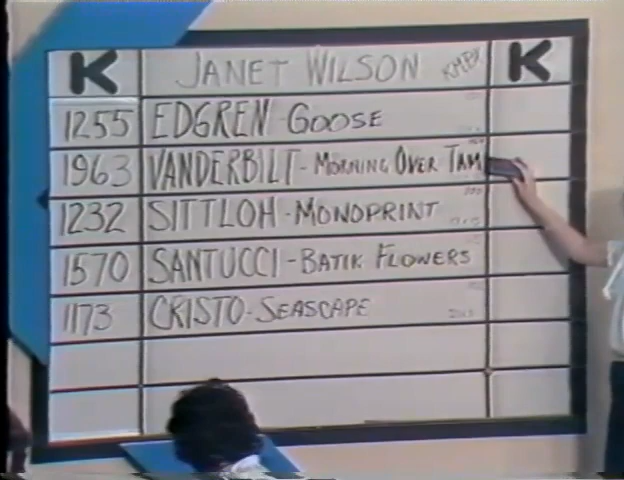 K JANET WILSON KMBY K
1255 EDGREN-GOOSE
1963 VANDERBILT-MORNING OVER TAM
1232 SITTLOH-MONOPRINT
1570 SANTUCCI-BATIK FLOWERS
1173 CRISTO-SEASCAPE